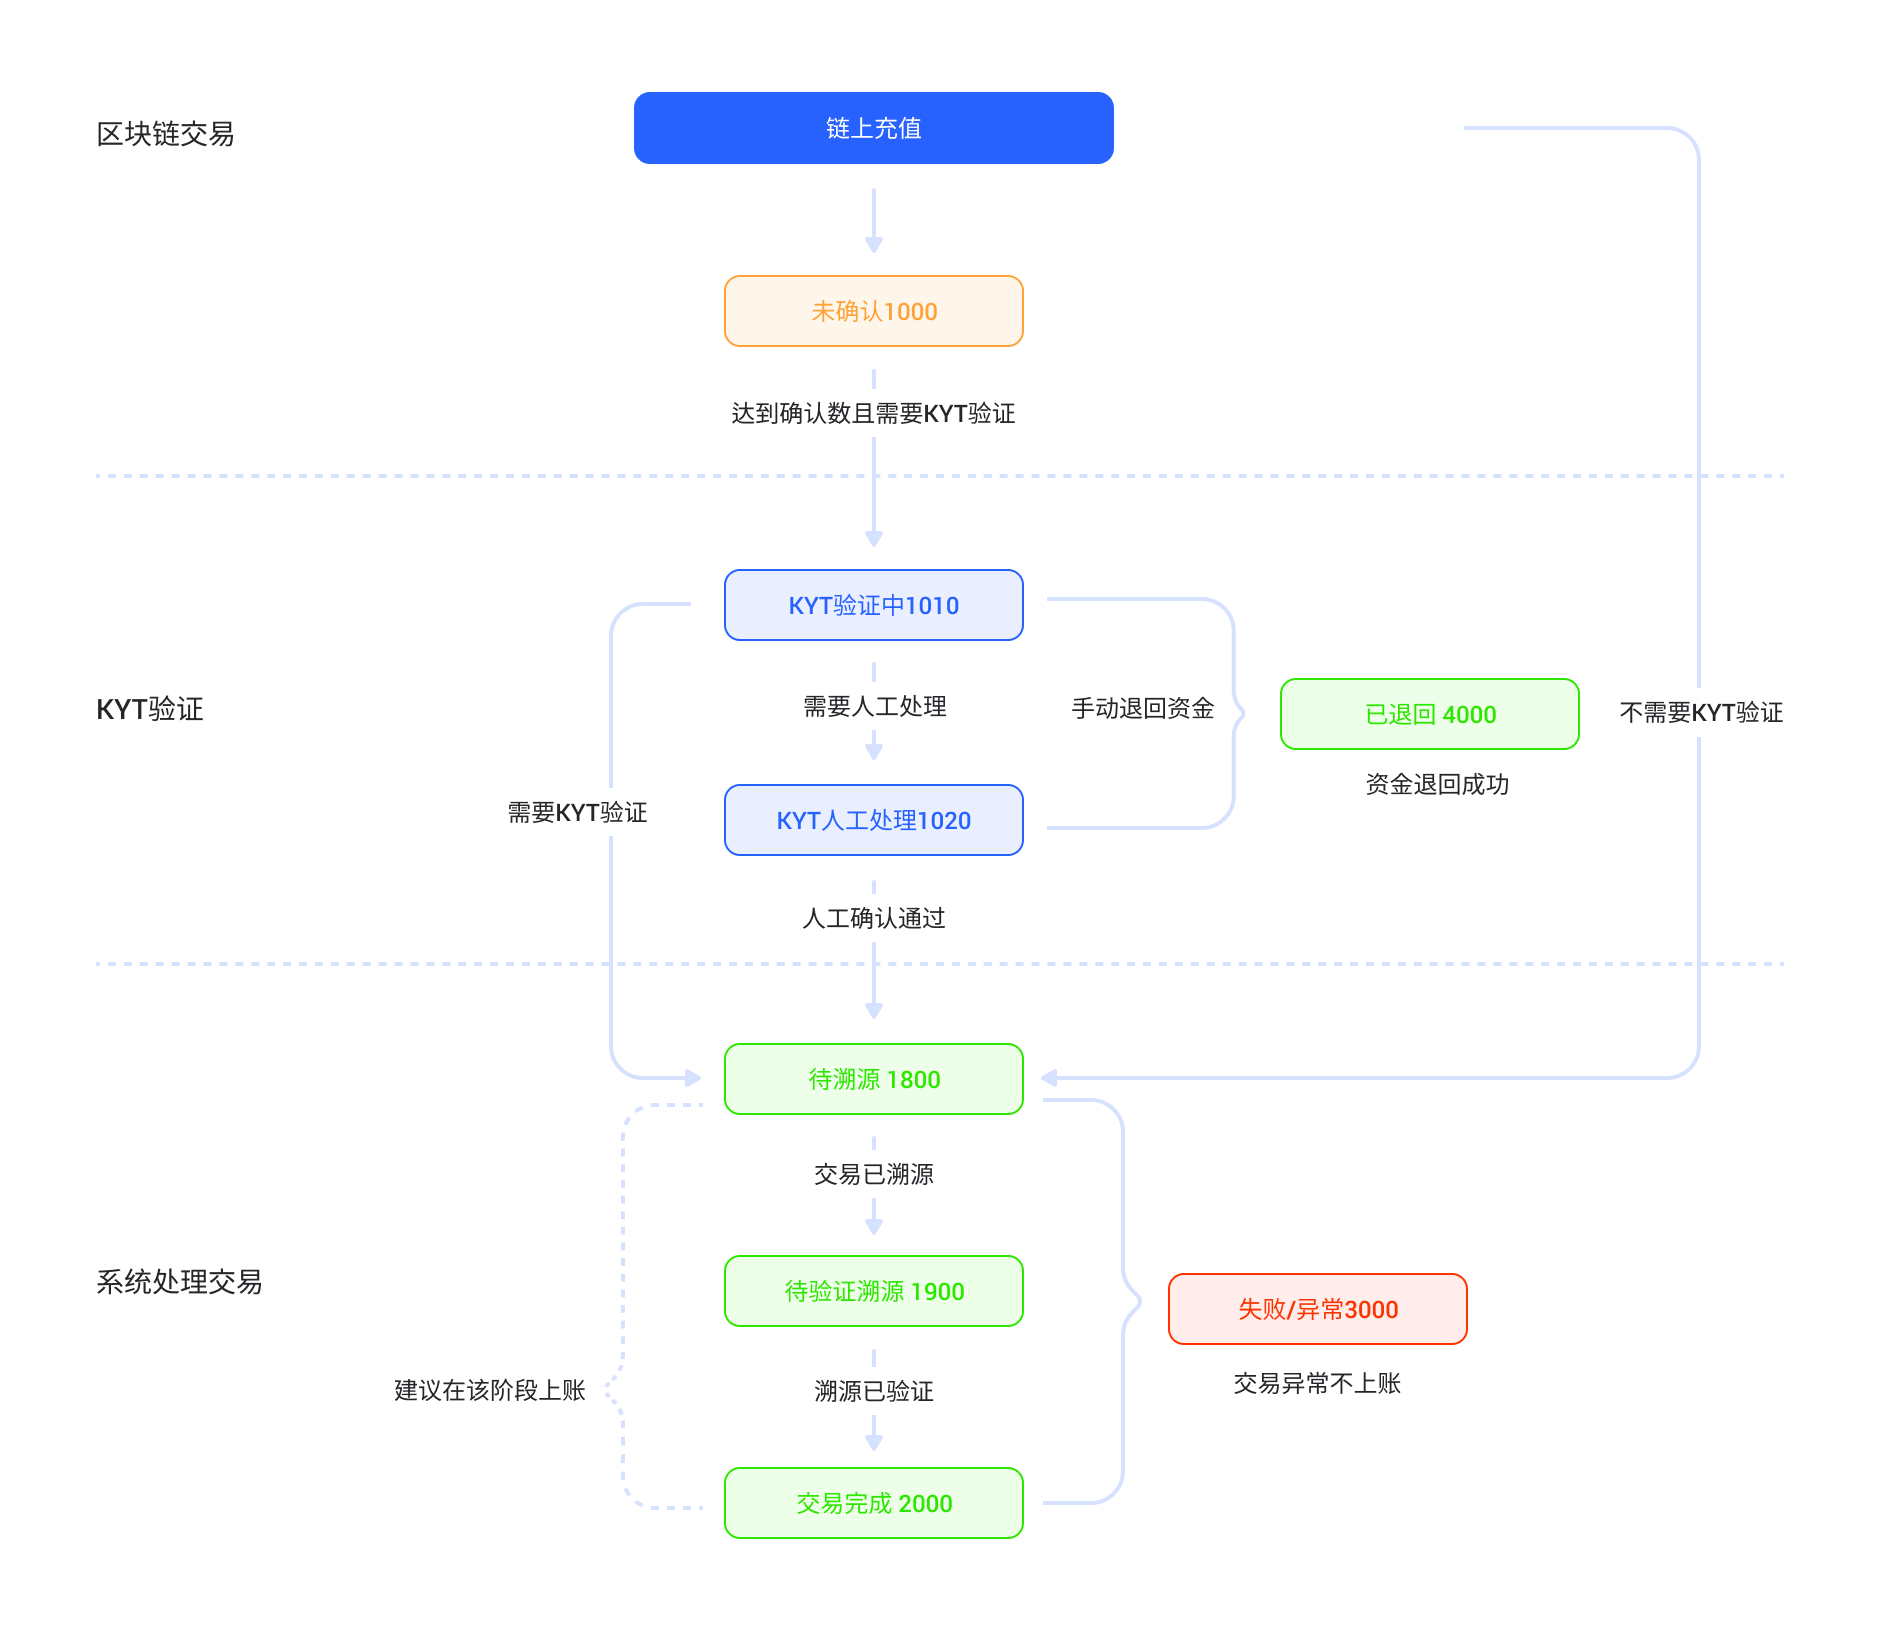 区块链交易
链上充值
未确认1000
达到确认数且需要KYT验证
KYT验证
KYT验证中1010
需要人工处理
手动退回资金
已退回 4000
不需要KYT验证
资金退回成功
需要KYT验证
KYT人工处理1020
人工确认通过
待溯源 1800
交易已溯源
系统处理交易
待验证溯源 1900
失败/异常3000
交易异常不上账
建议在该阶段上账
溯源已验证
交易完成 2000